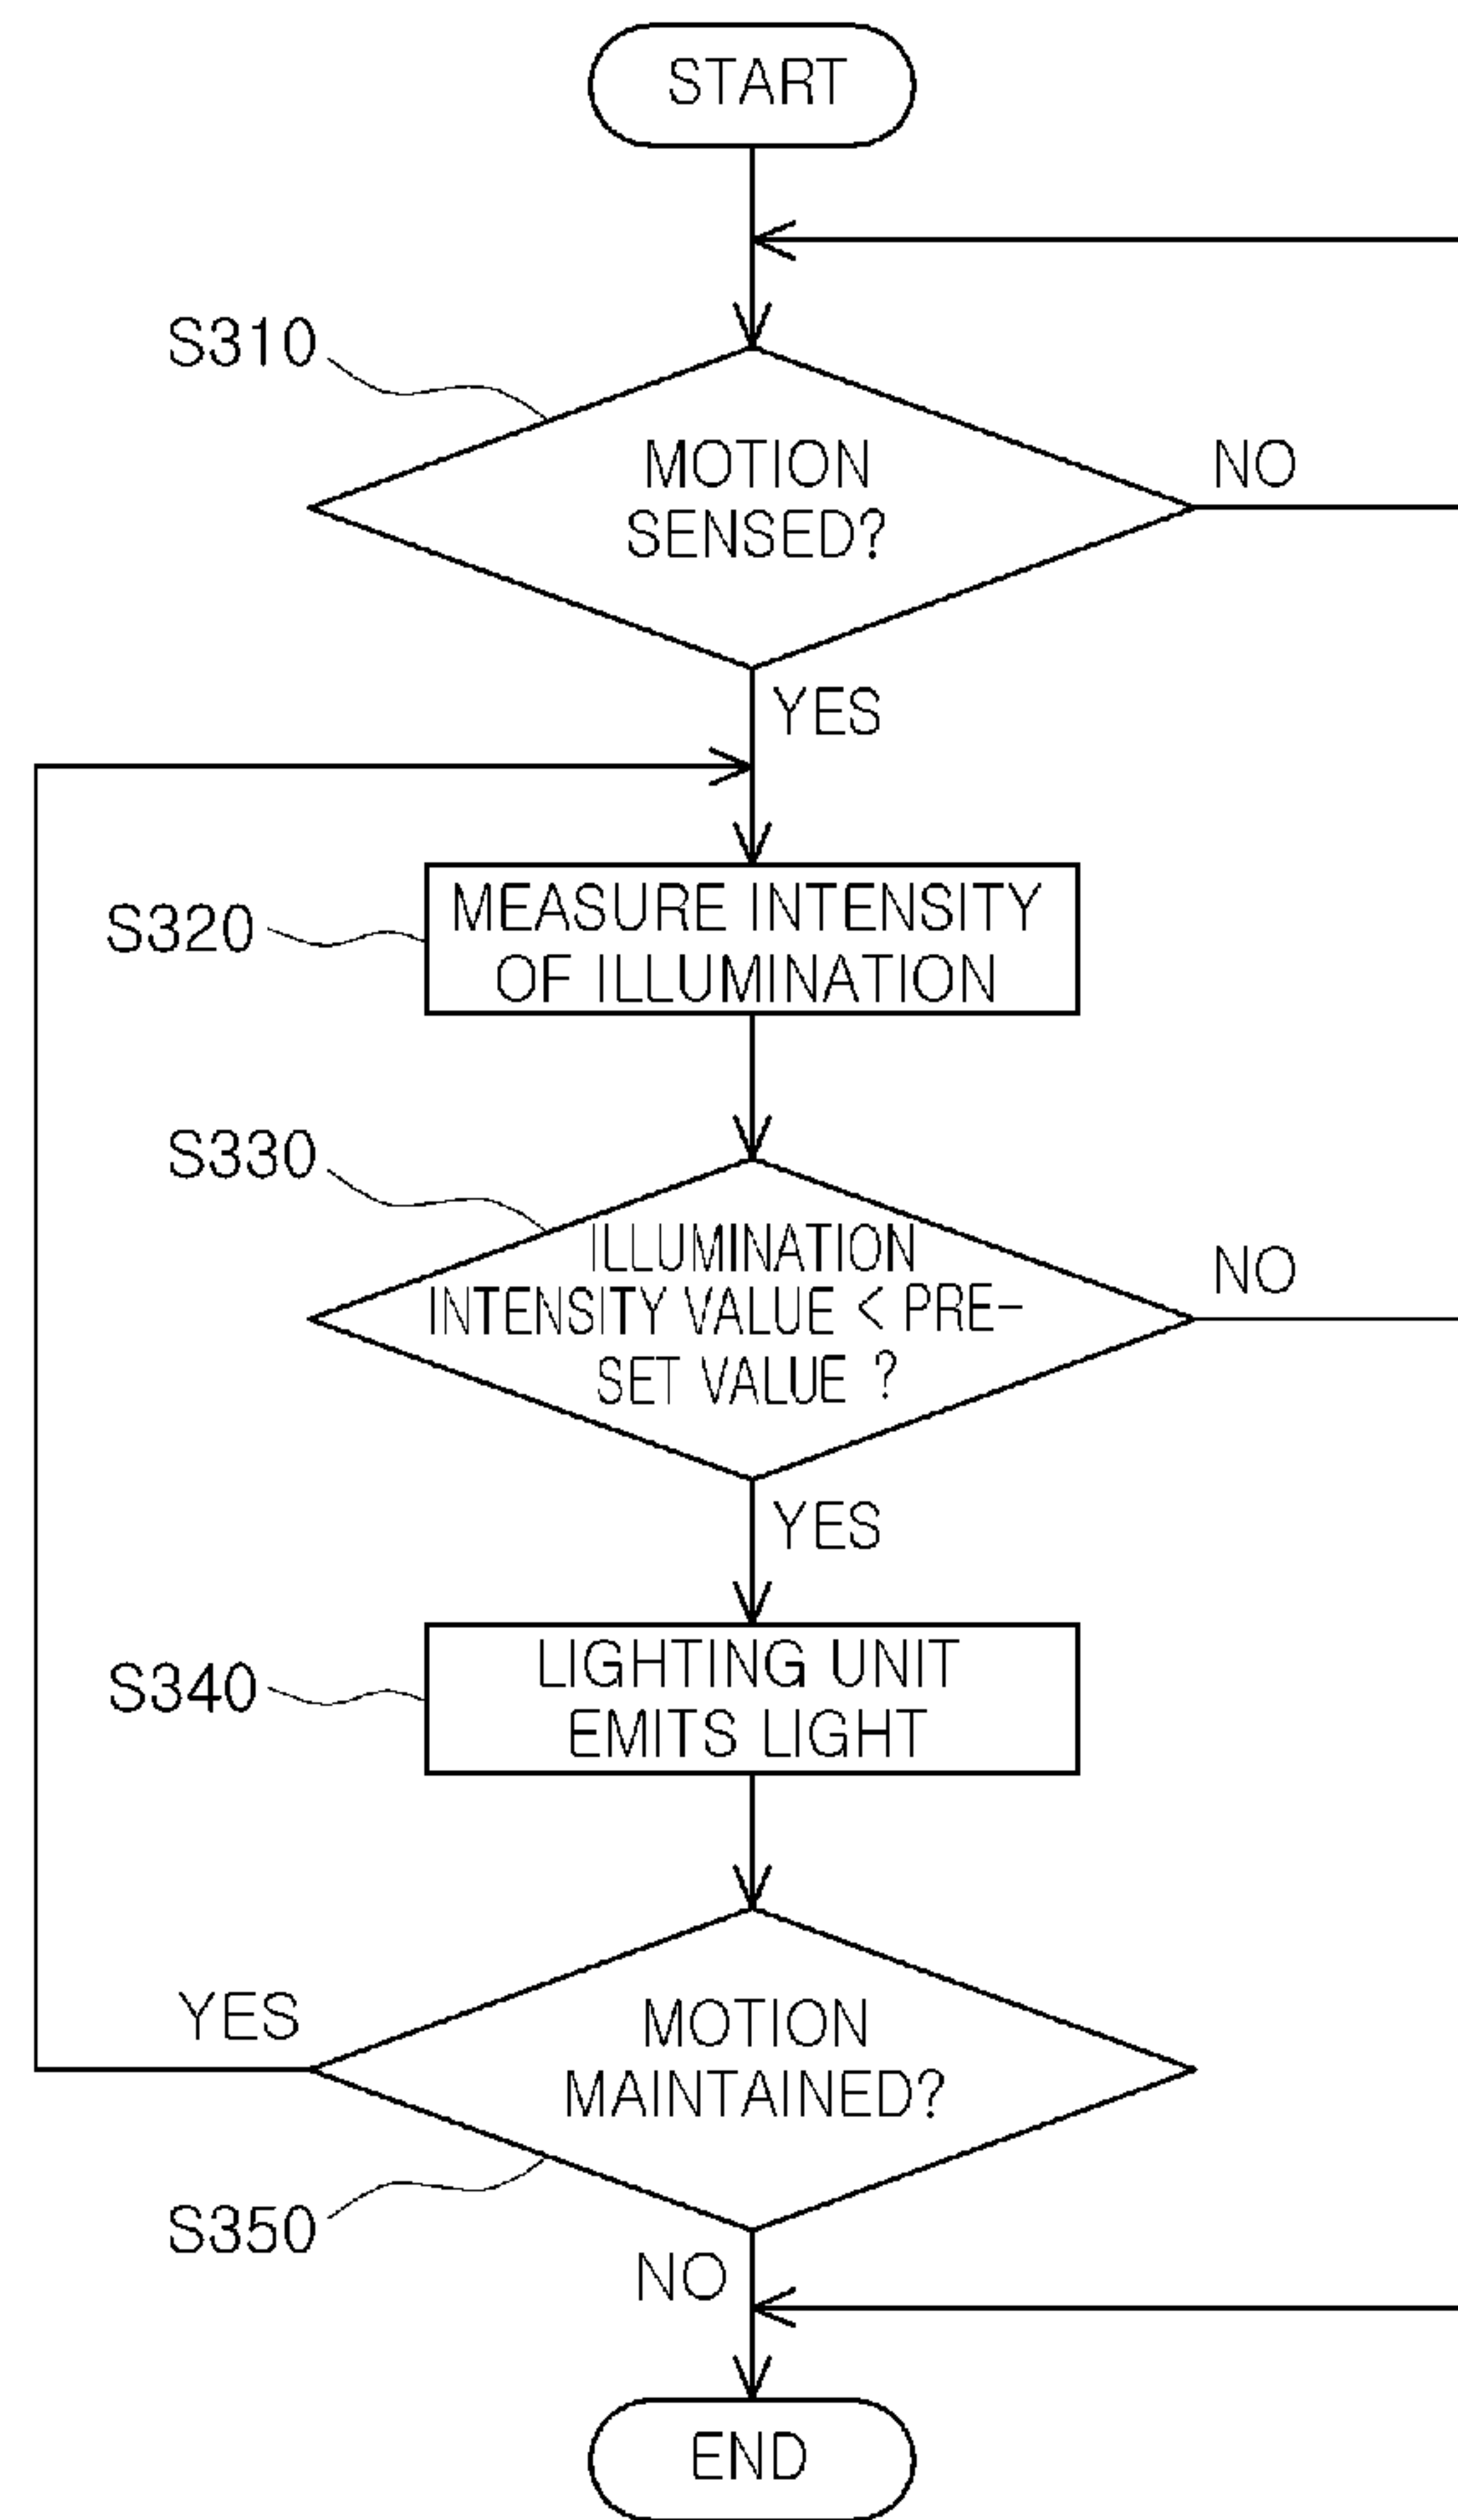 START
S310
MOTION
SENSED?
NO
YES
S320
MEASURE INTENSITY
OF ILLUMINATION
S330
ILLUMINATION
INTENSITY VALUE < PRE-
SET VALUE ?
NO
YES
S340
LIGHTING UNIT
EMITS LIGHT
YES
MOTION
MAINTAINED?
S350
NO
END